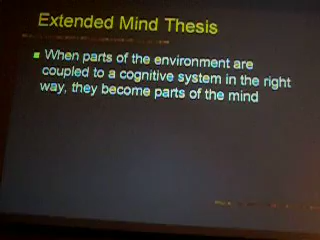 Extended Mind Thesis
When parts of the environment are
coupled to a cognitive system in the right
way, they become parts of the mind